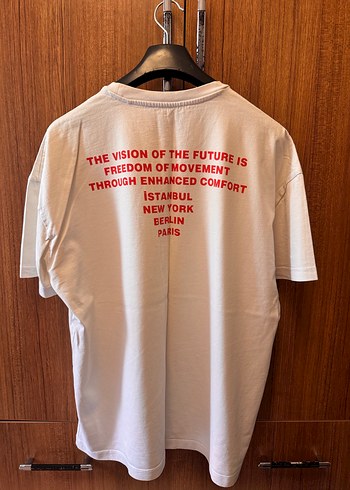 THE VISION OF THE FUTURE IS
FREEDOM OF MOVEMENT
THROUGH ENHANCED COMFORT
İSTANBUL
NEW YORK
BERLIN
PARIS